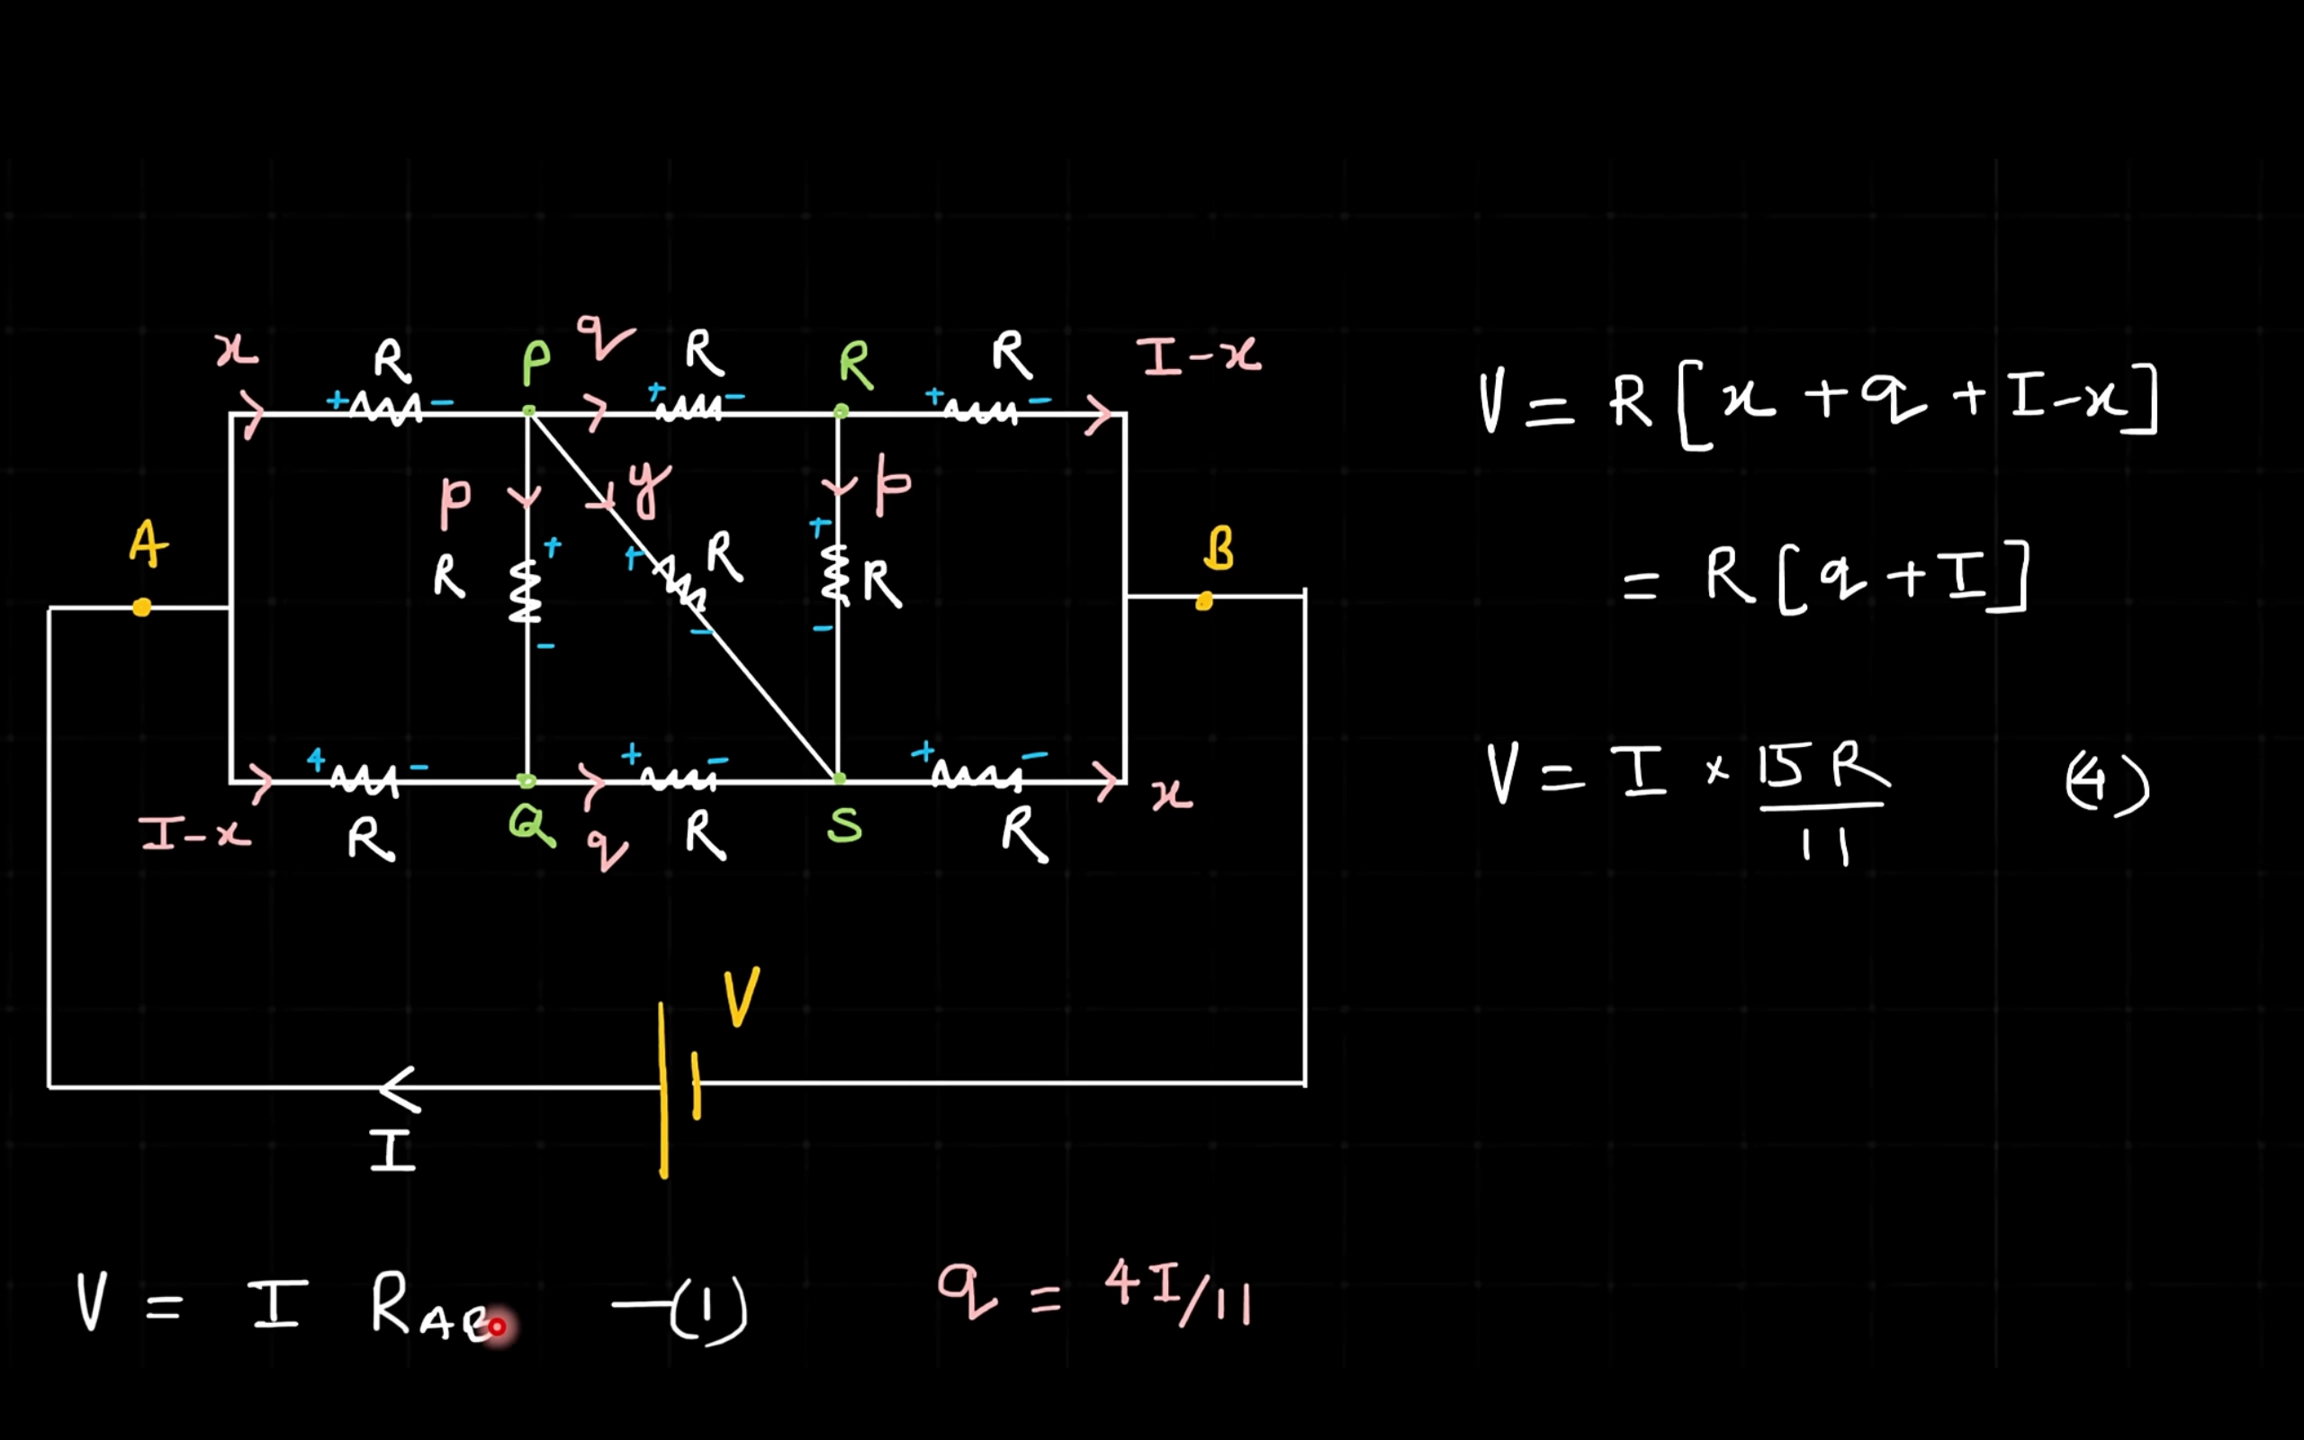 x R P q R R R I-x
+ - + - + -
p y p
A R + + R + R B
- - -
+ - + - + -
I-x R Q q R S R x
V
I
V = I R_AB —(1)
q = 4I/11
V = R[x + q + I-x]
= R[q + I]
V = I × 15R/11 (4)